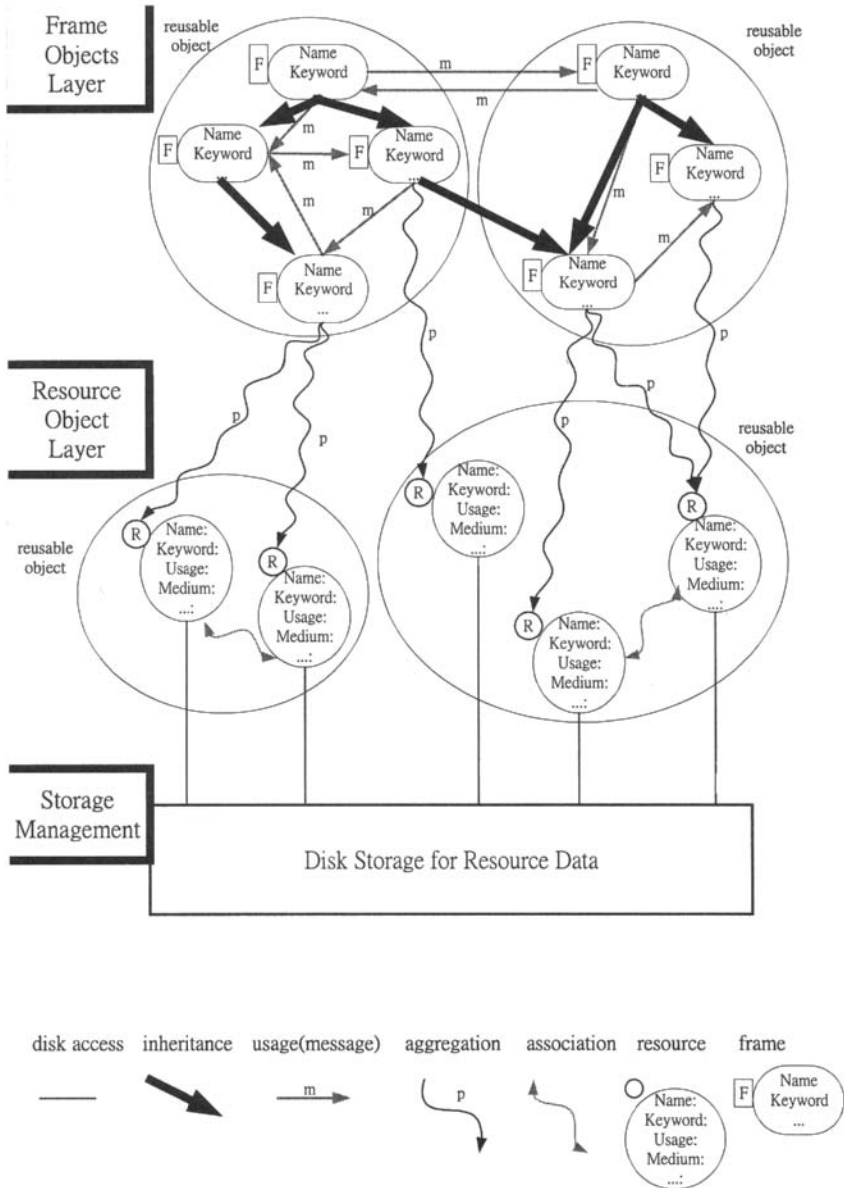 Frame
Objects
Layer
reusable
object
reusable
object
F
Name
Keyword
m
m
F
Name
Keyword
F
Name
Keyword
...
m
m
F
Name
Keyword
...
m
m
F
Name
Keyword
...
m
m
F
Name
Keyword
...
F
Name
Keyword
...
p
p
p
p
p
p
Resource
Object
Layer
reusable
object
reusable
object
R
Name:
Keyword:
Usage:
Medium:
....:
R
Name:
Keyword:
Usage:
Medium:
....:
R
Name:
Keyword:
Usage:
Medium:
....:
R
Name:
Keyword:
Usage:
Medium:
....:
R
Name:
Keyword:
Usage:
Medium:
....:
Storage
Management
Disk Storage for Resource Data
disk access inheritance usage(message) aggregation association resource frame
m
p
Name:
Keyword:
Usage:
Medium:
....:
F
Name
Keyword
...